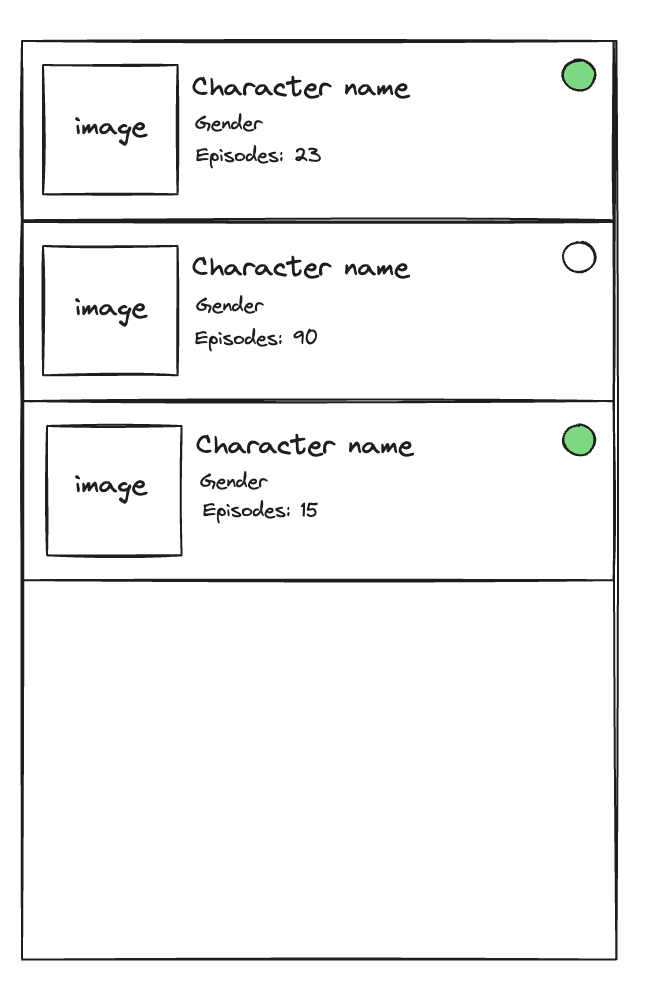 image
Character name
Gender
Episodes: 23
image
Character name
Gender
Episodes: 90
image
Character name
Gender
Episodes: 15